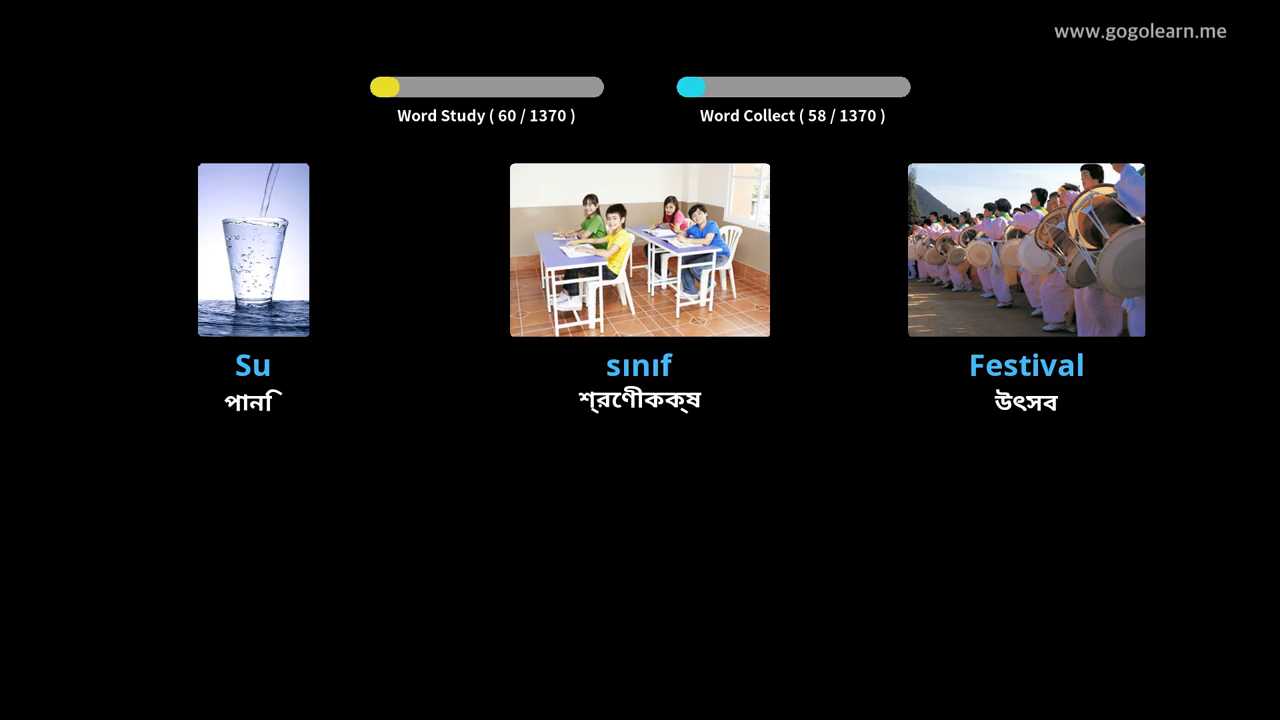 www.gogolearn.me
Word Study ( 60 / 1370 )
Word Collect ( 58 / 1370 )
Su
sınıf
Festival
পানি
শ্রেণীকক্ষ
উৎসব